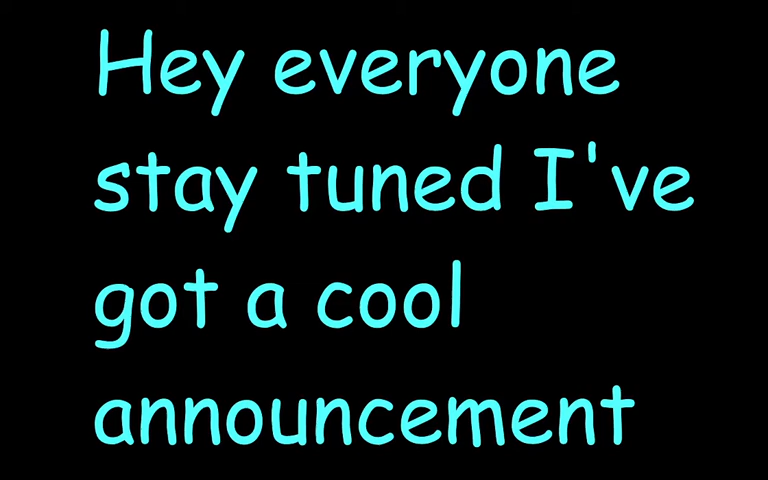 Hey everyone
stay tuned I've
got a cool
announcement